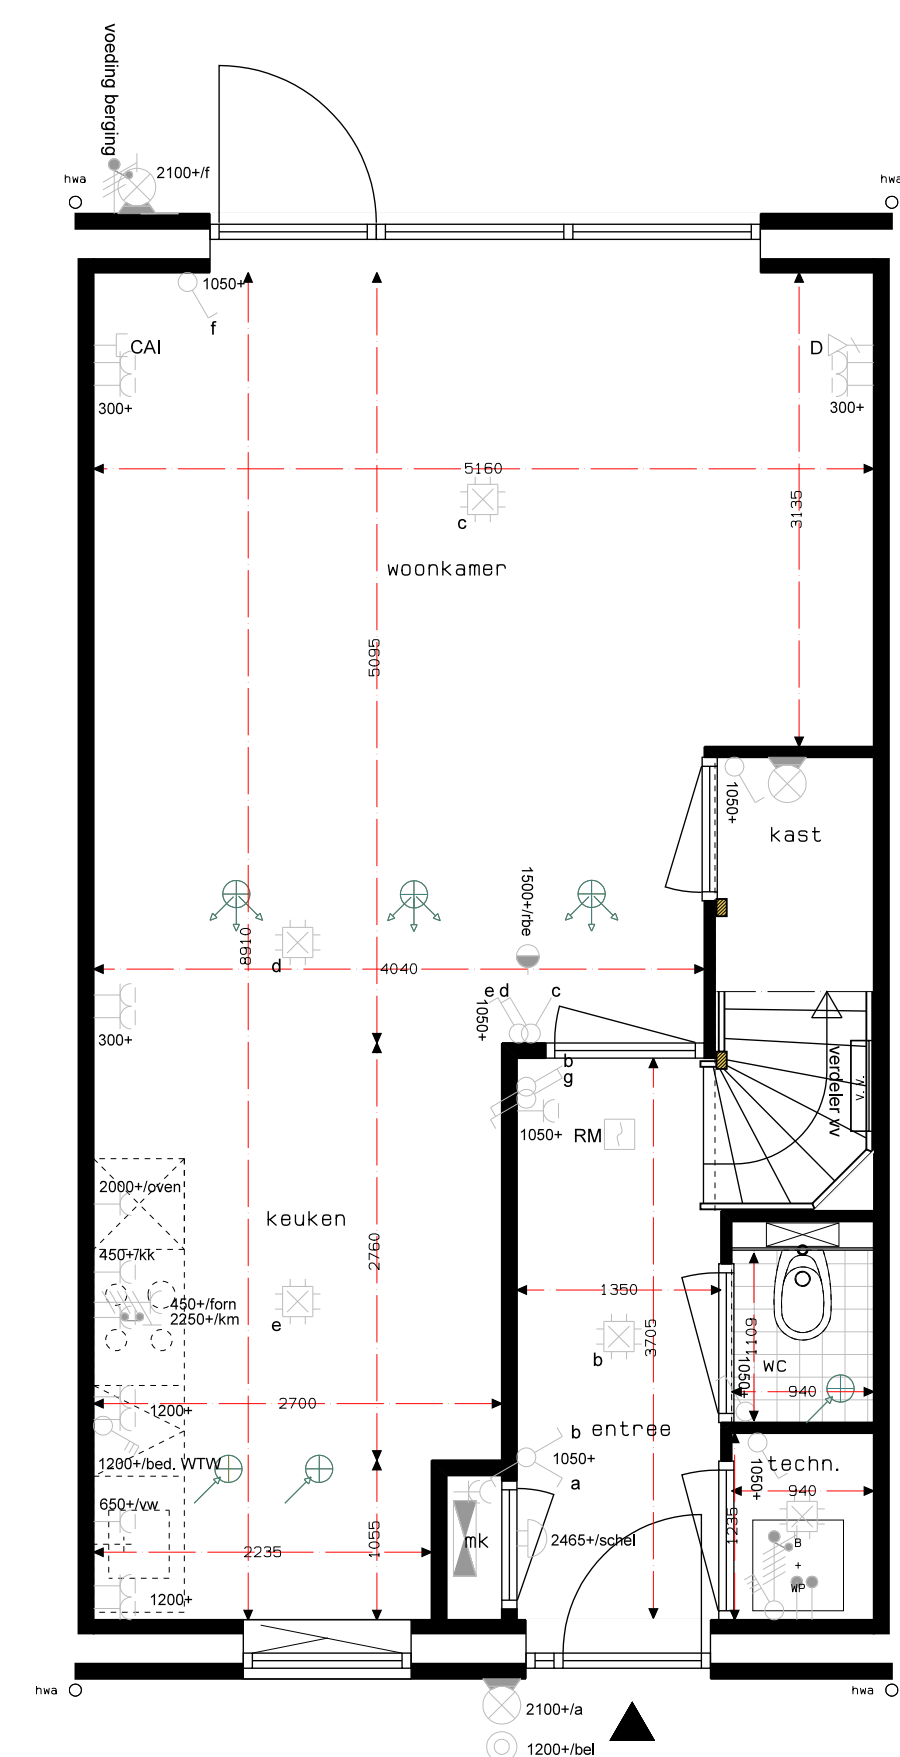 voeding berging
2100+/f
hwa
hwa
1050+
f
CAI
D
300+
300+
5160
c
3135
woonkamer
5095
1050+
kast
1500+/rbe
8910
d
4040
e d
c
1050+
300+
b
g
1050+
RM
verdeler vv
v.v.
2000+/oven
keuken
450+/kk
2760
1350
450+/forn
2250+/km
e
3705
b
1109
WC
1050+
940
2700
1200+
entree
b
1050+
a
1200+/bed. WTW
techn.
1050+
940
650+/vw
1235
mk
2465+/schel
1055
2235
B
+
WP
1200+
hwa
hwa
2100+/a
1200+/bel